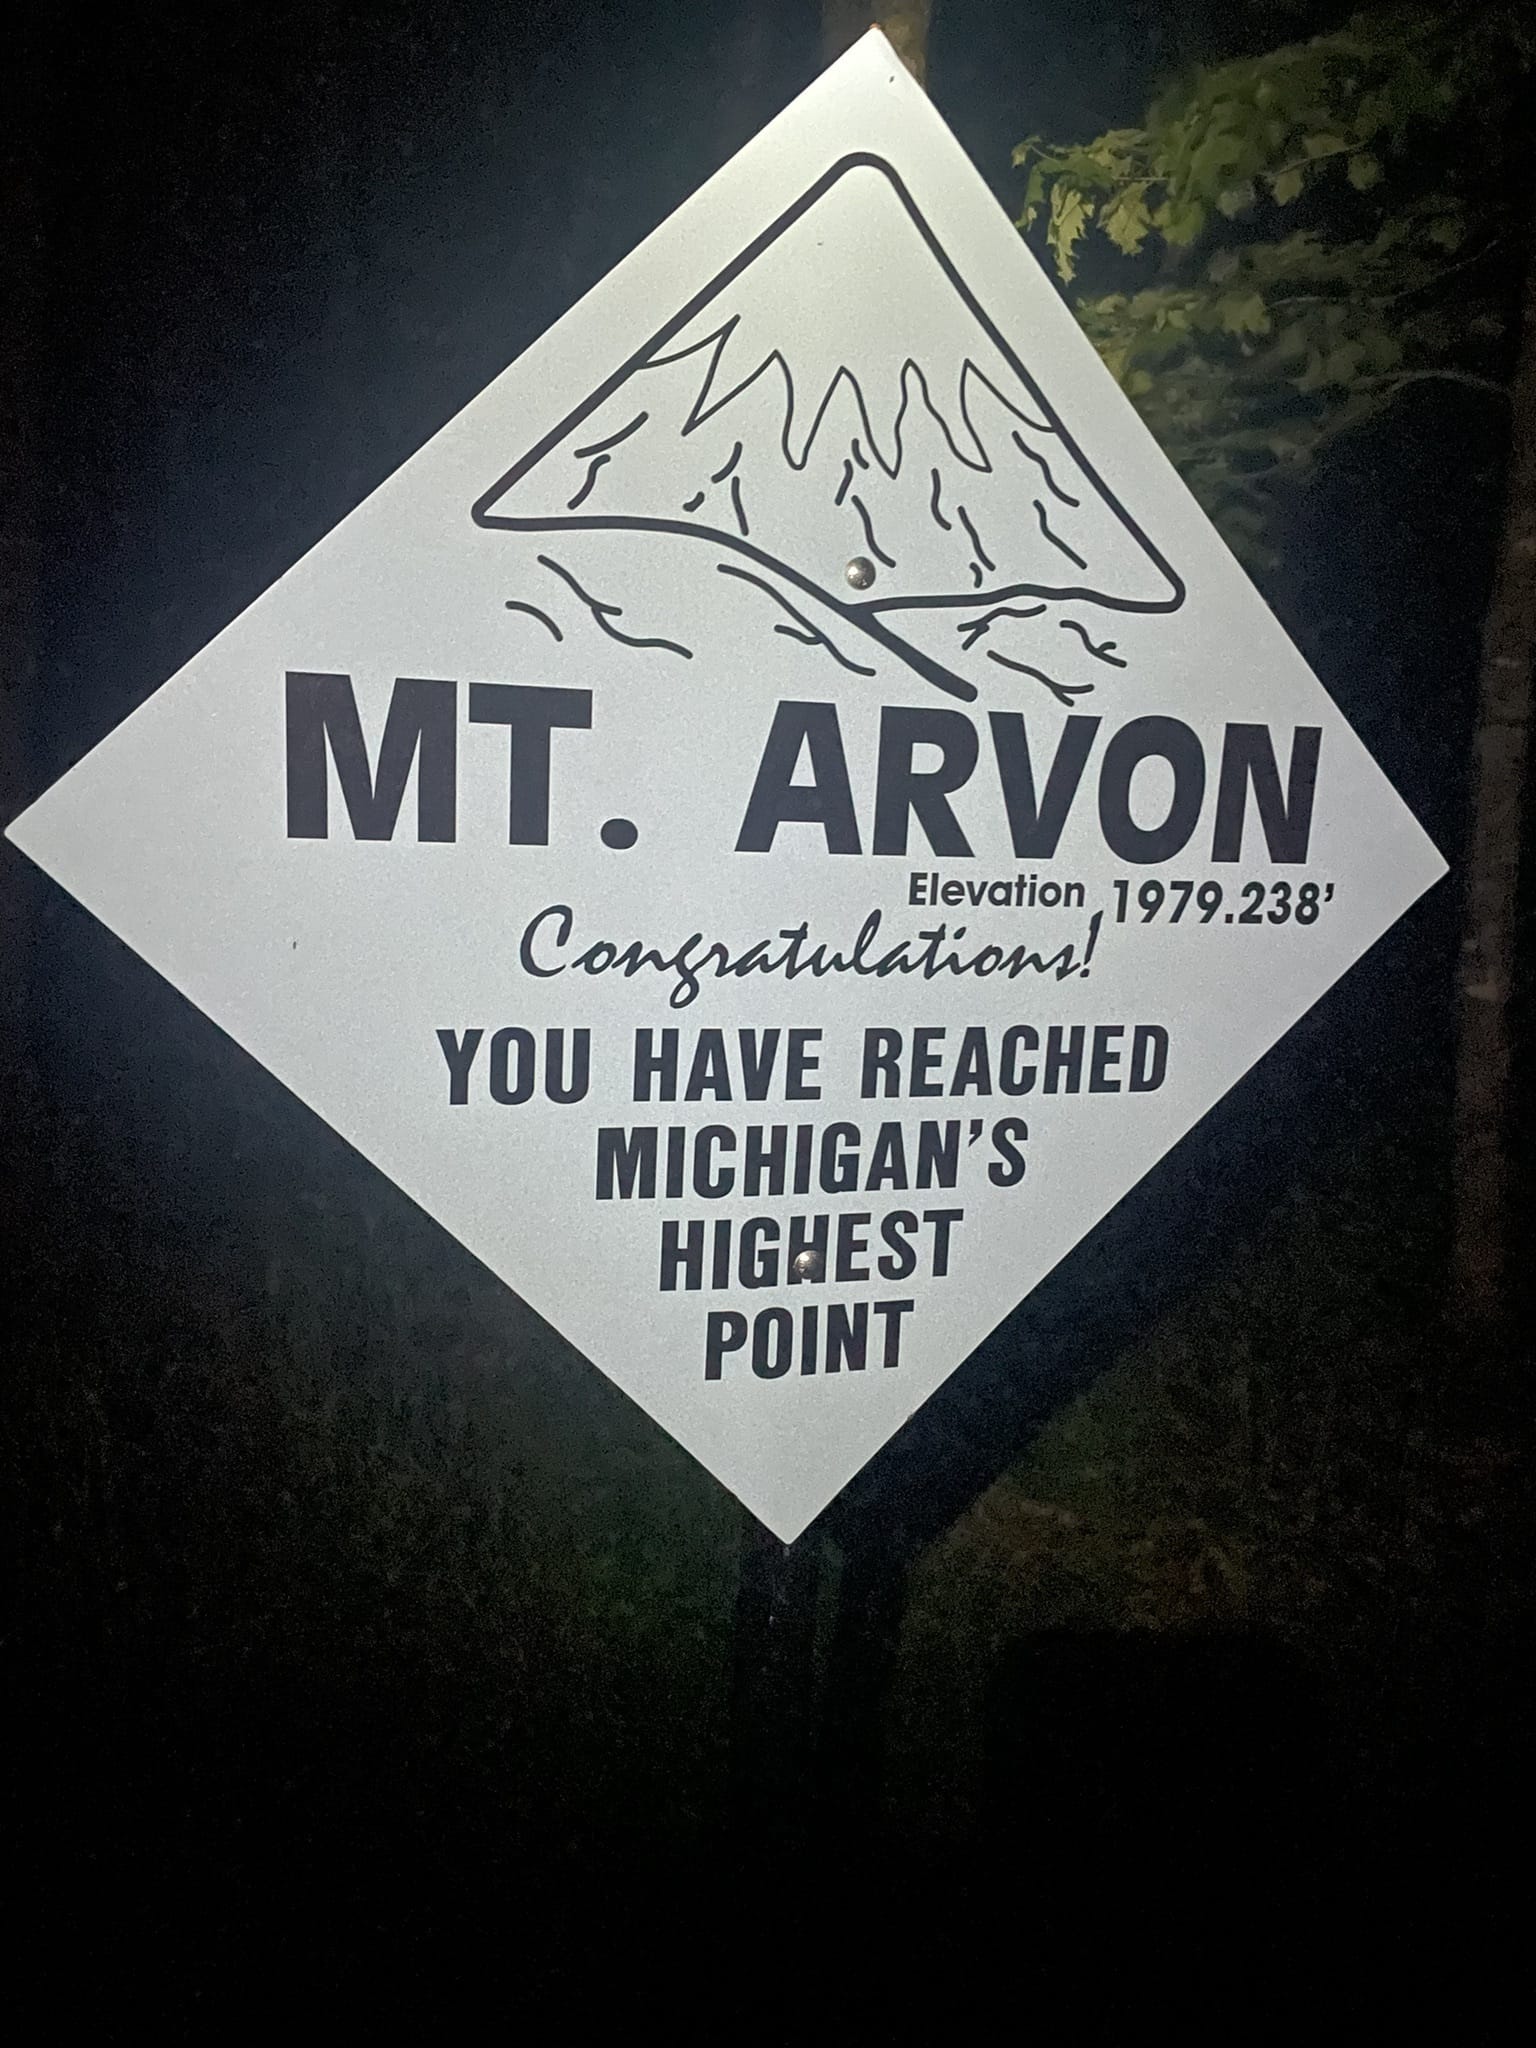 MT. ARVON
Elevation 1979.238'
Congratulations!
YOU HAVE REACHED
MICHIGAN'S
HIGHEST
POINT